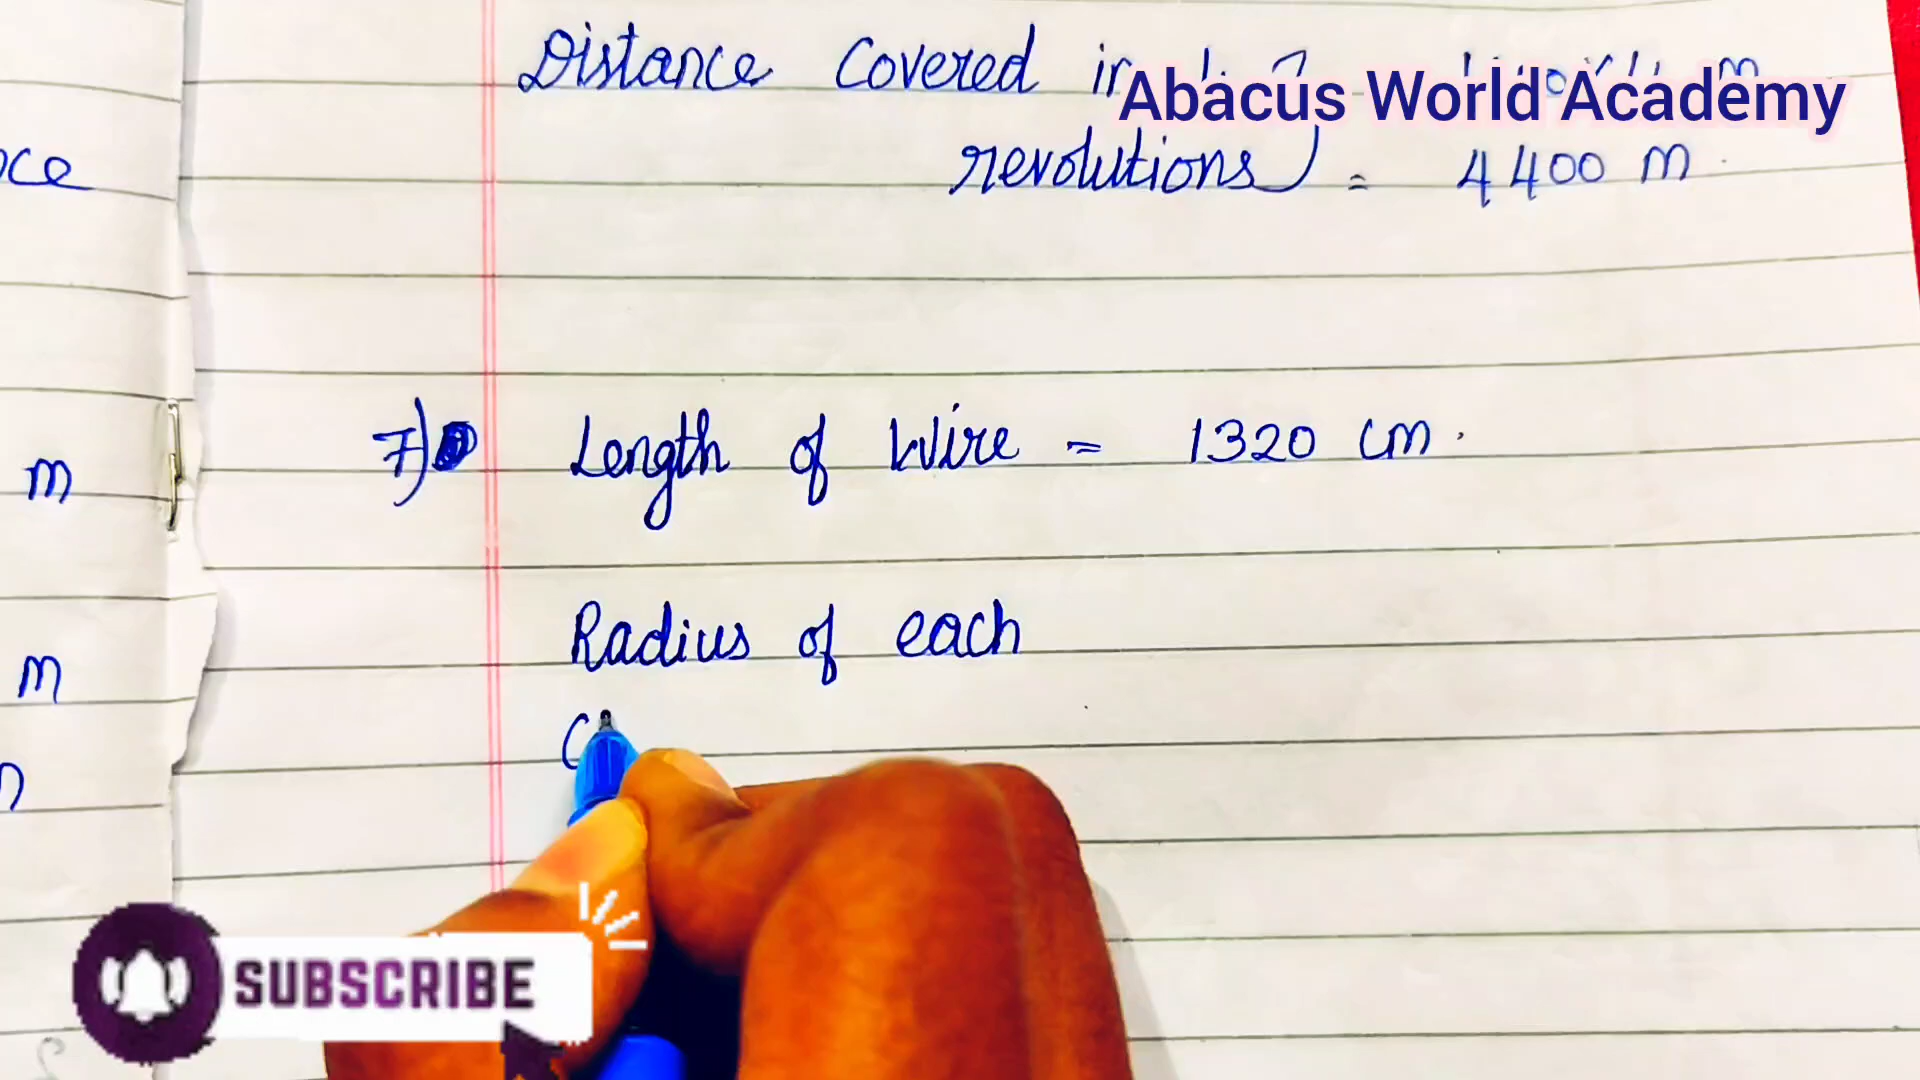 Distance Covered in
Abacus World Academy
revolutions) = 4400 m.
ce
7) Length of Wire = 1320 cm.
m
Radius of each
m
C
SUBSCRIBE